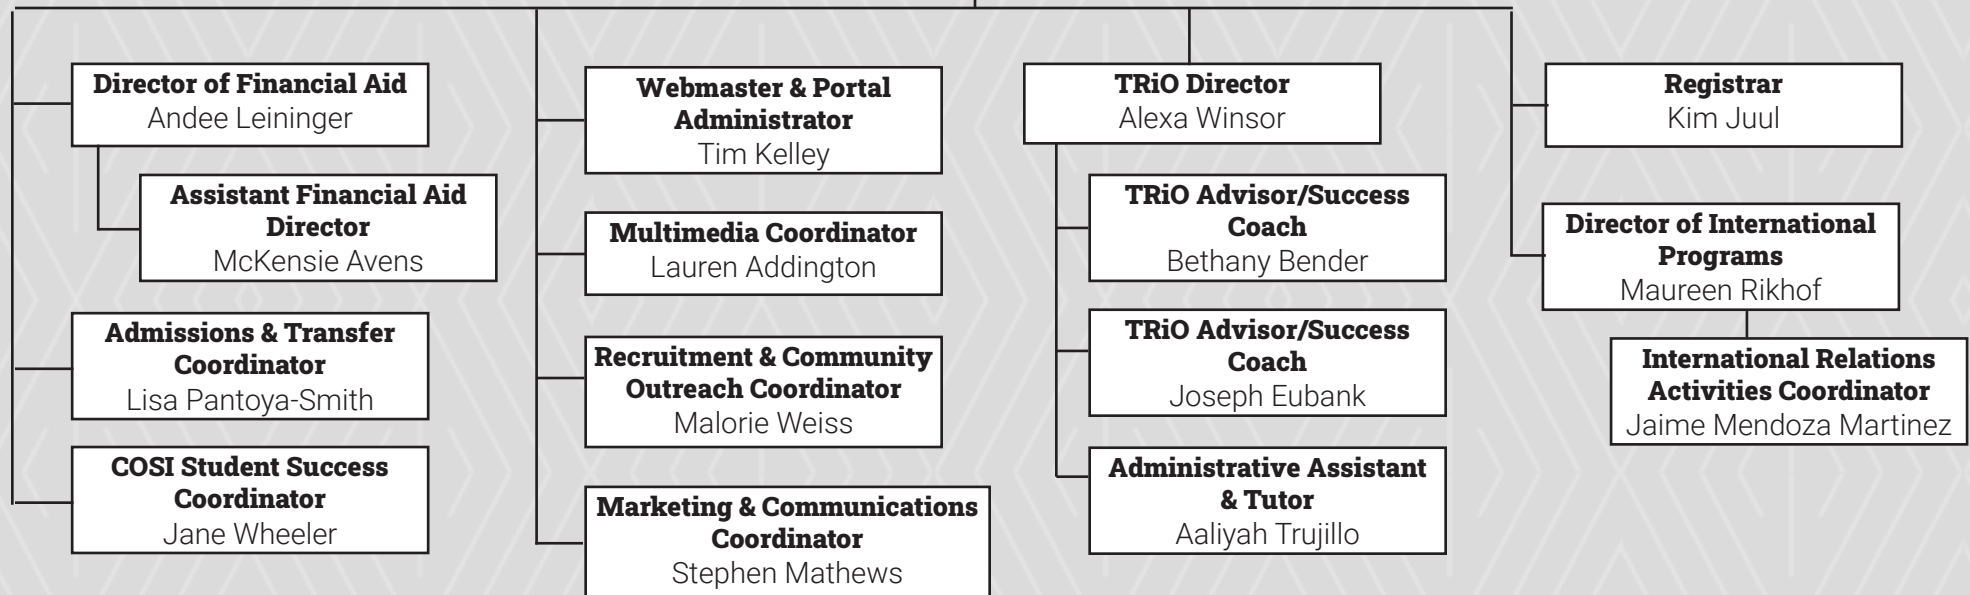 Director of Financial Aid
Andee Leininger
Assistant Financial Aid
Director
McKensie Avens
Admissions & Transfer
Coordinator
Lisa Pantoya-Smith
COSI Student Success
Coordinator
Jane Wheeler
Webmaster & Portal
Administrator
Tim Kelley
Multimedia Coordinator
Lauren Addington
Recruitment & Community
Outreach Coordinator
Malorie Weiss
Marketing & Communications
Coordinator
Stephen Mathews
TRiO Director
Alexa Winsor
TRiO Advisor/Success
Coach
Bethany Bender
TRiO Advisor/Success
Coach
Joseph Eubank
Administrative Assistant
& Tutor
Aaliyah Trujillo
Registrar
Kim Juul
Director of International
Programs
Maureen Rikhof
International Relations
Activities Coordinator
Jaime Mendoza Martinez